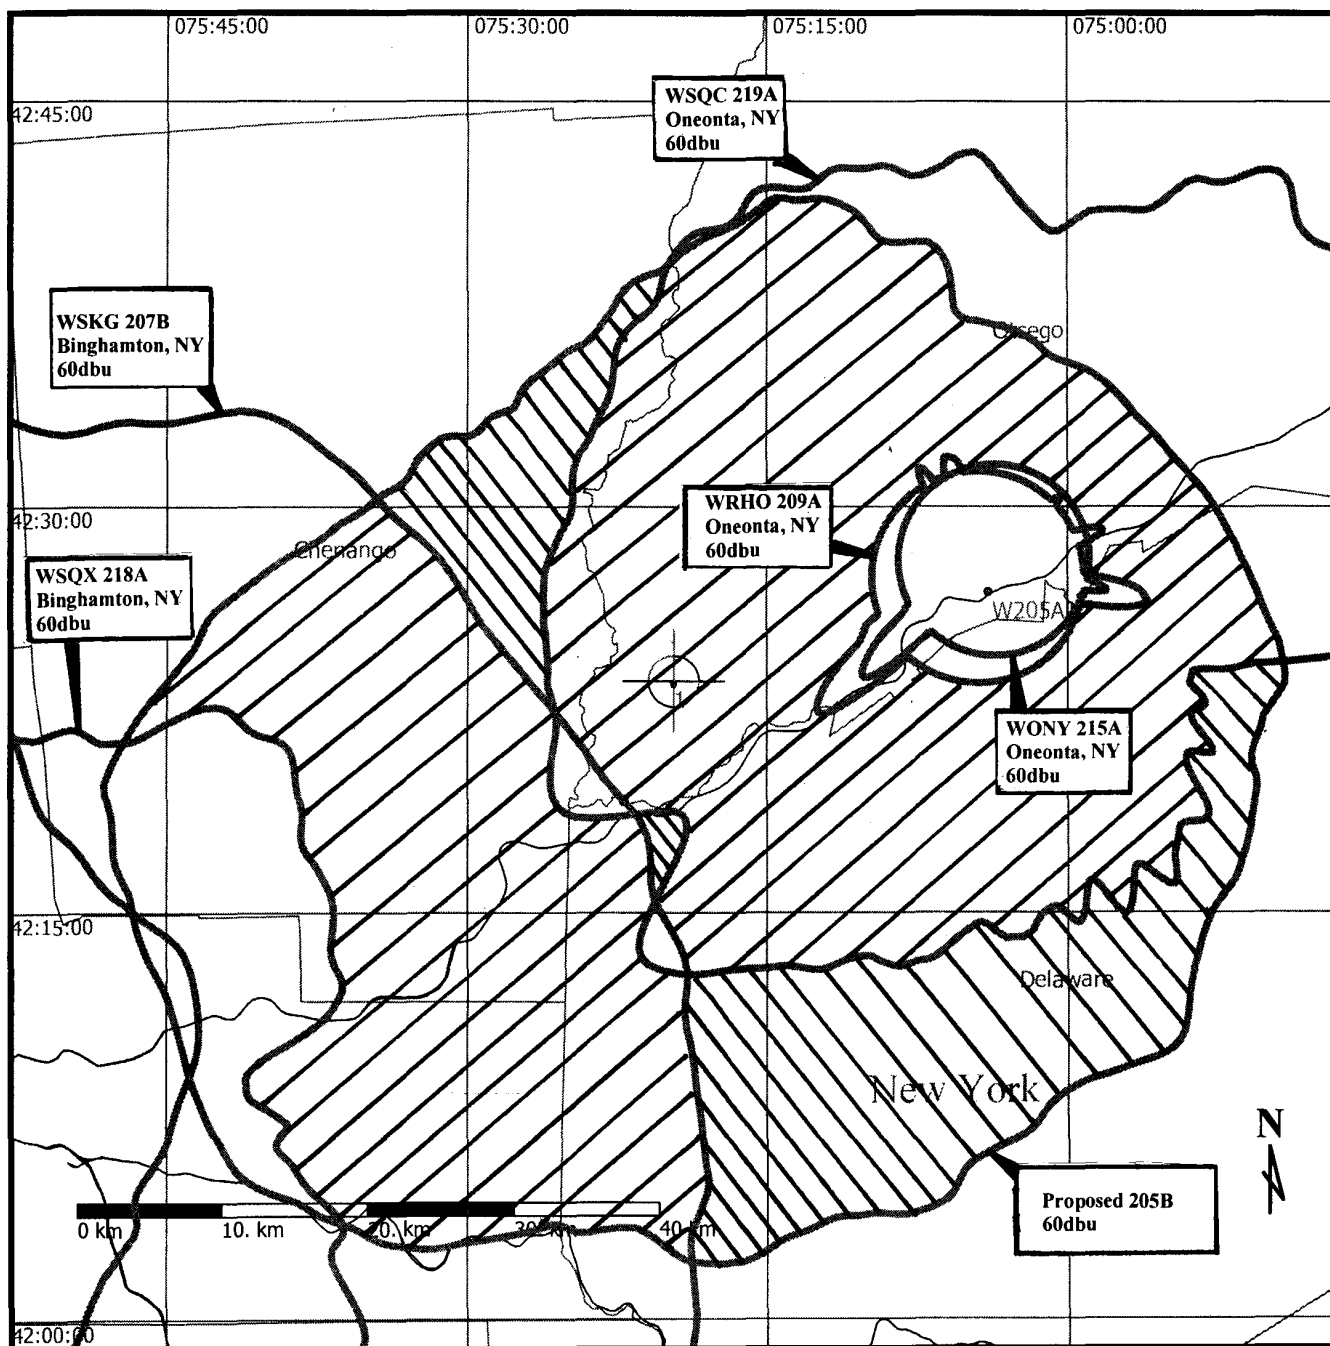 075:45:00
075:30:00
075:15:00
075:00:00
42:45:00
WSQC 219A
Oneonta, NY
60dbu
WSKG 207B
Binghamton, NY
60dbu
Otsego
WRHO 209A
Oneonta, NY
60dbu
42:30:00
Chenango
WSQX 218A
Binghamton, NY
60dbu
W205A
1
WONY 215A
Oneonta, NY
60dbu
42:15:00
Delaware
New York
N
Proposed 205B
60dbu
0 km
10. km
20. km
30. km
40 km
42:00:00